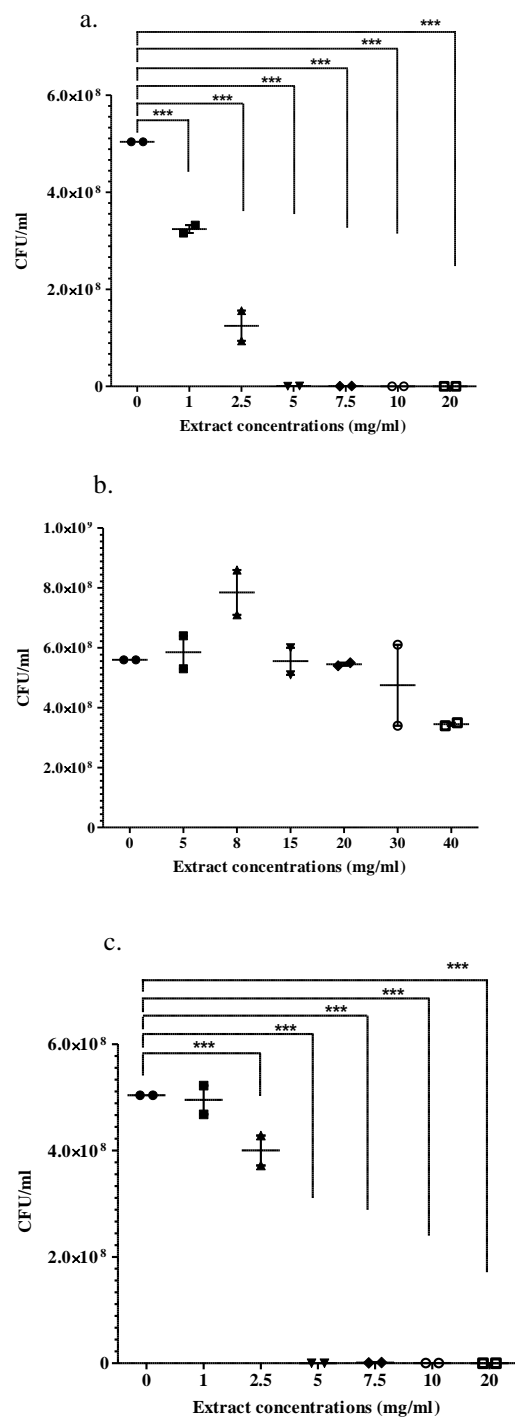 a.
***
***
***
***
***
***
6.0×10⁸
4.0×10⁸
2.0×10⁸
0
CFU/ml
0 1 2.5 5 7.5 10 20
Extract concentrations (mg/ml)
b.
1.0×10⁹
8.0×10⁸
6.0×10⁸
4.0×10⁸
2.0×10⁸
0
CFU/ml
0 5 8 15 20 30 40
Extract concentrations (mg/ml)
c.
***
***
***
***
***
6.0×10⁸
4.0×10⁸
2.0×10⁸
0
CFU/ml
0 1 2.5 5 7.5 10 20
Extract concentrations (mg/ml)